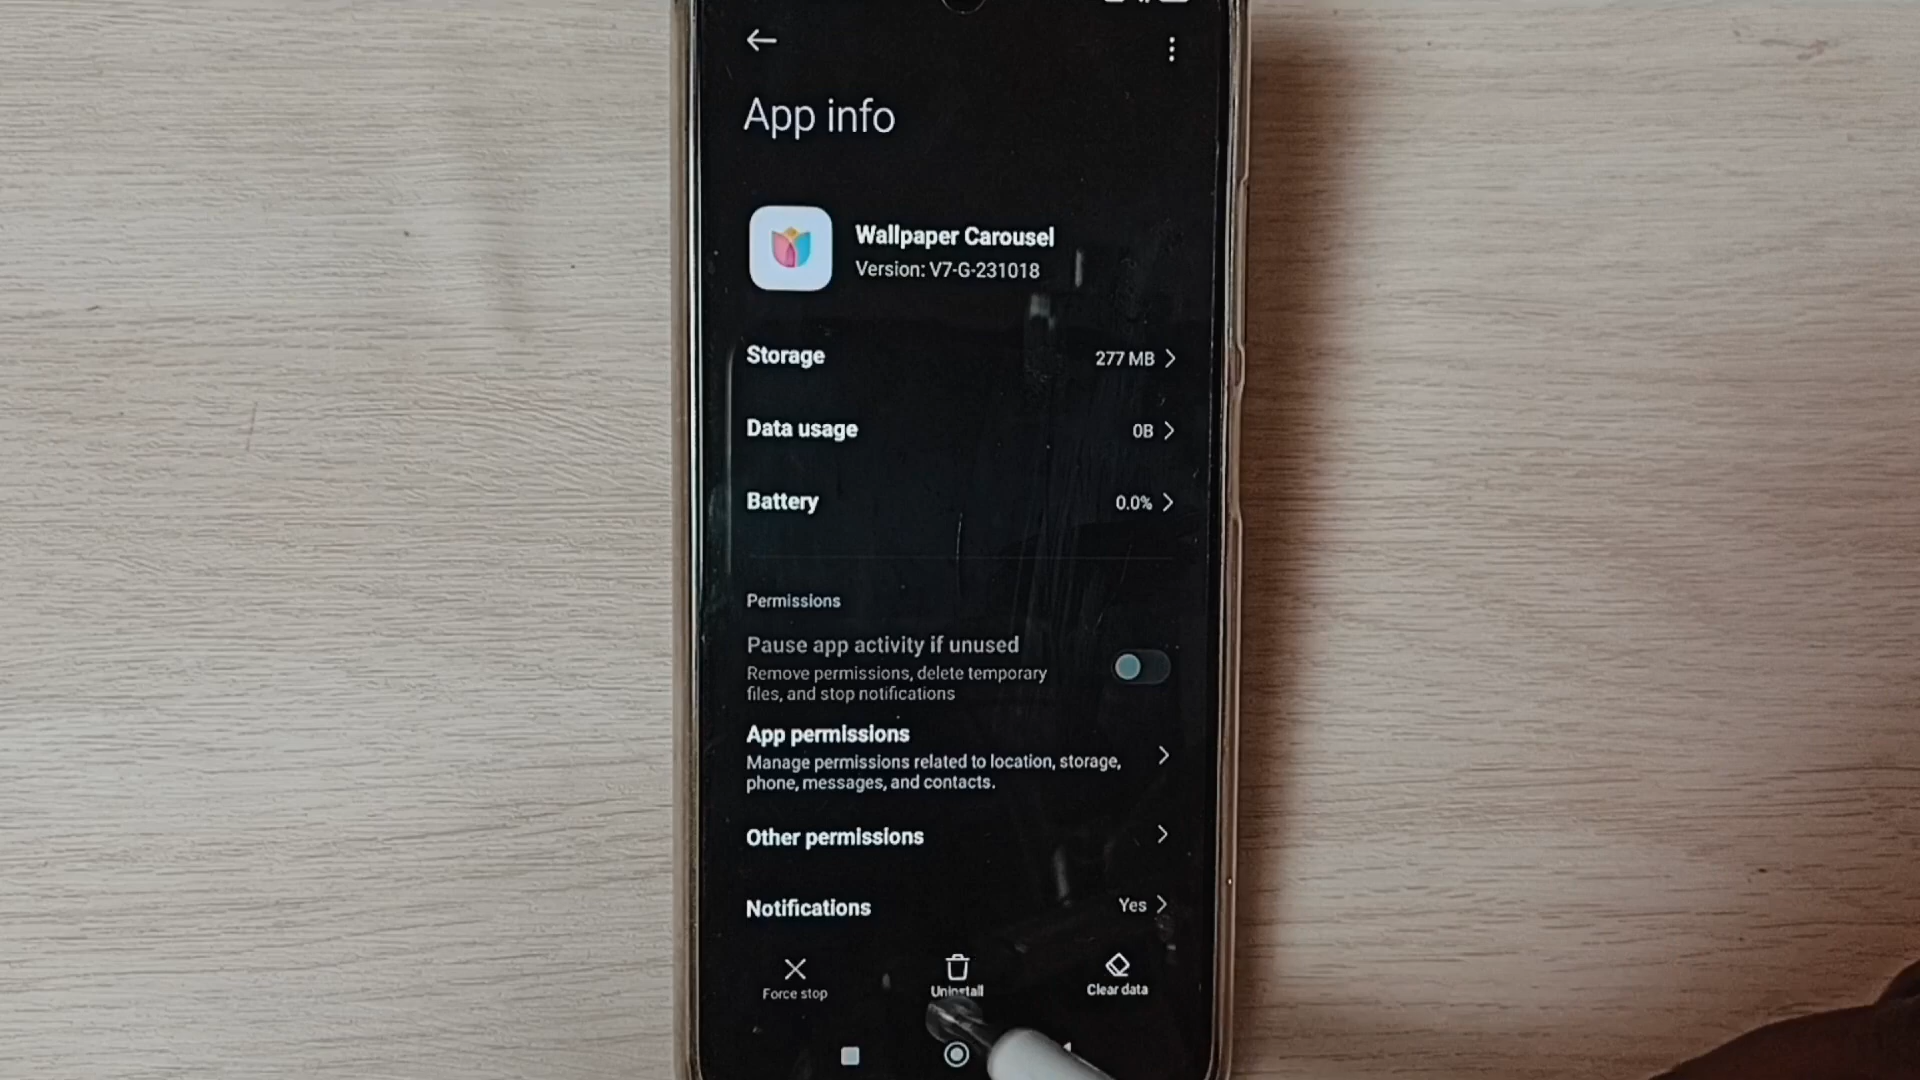 App info
Wallpaper Carousel
Version: V7-G-231018
Storage 277 MB
Data usage 0B
Battery 0.0%
Permissions
Pause app activity if unused
Remove permissions, delete temporary
files, and stop notifications
App permissions
Manage permissions related to location, storage,
phone, messages, and contacts.
Other permissions
Notifications Yes
Force stop Uninstall Clear data